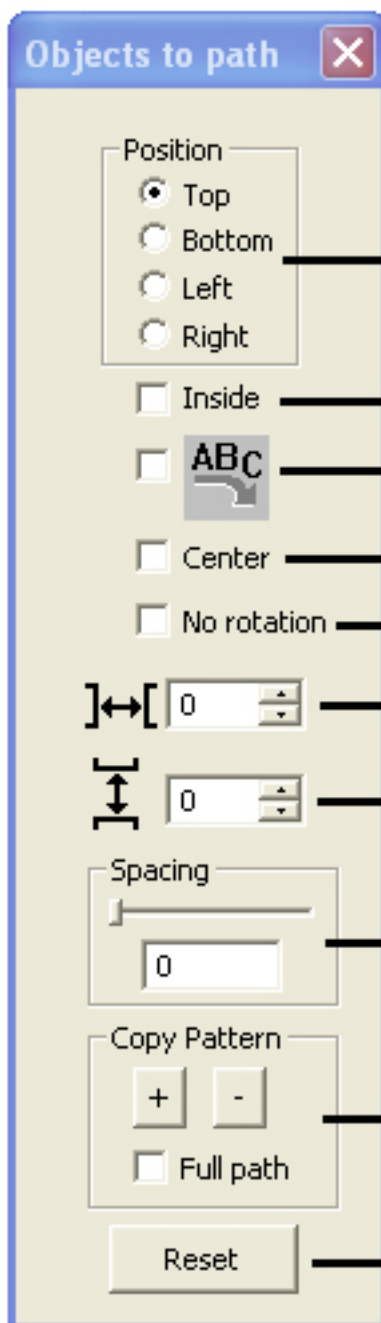 Objects to path
Position
Top
Bottom
Left
Right
Inside
ABC
Center
No rotation
0
0
Spacing
0
Copy Pattern
+ -
Full path
Reset